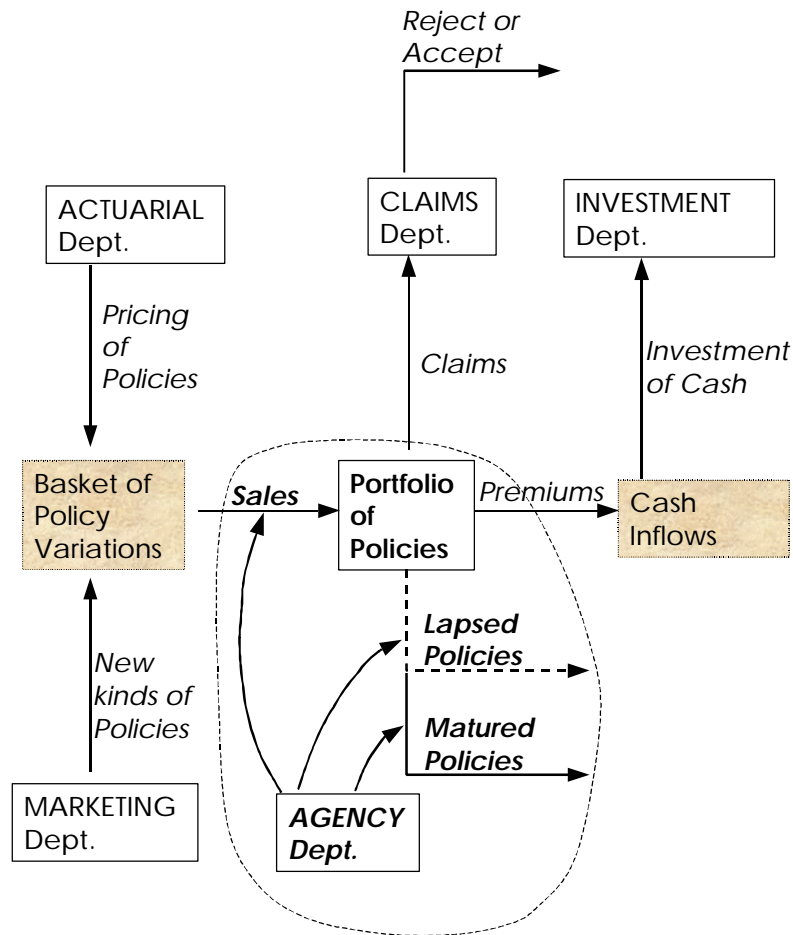 Reject or
Accept
ACTUARIAL
Dept.
CLAIMS
Dept.
INVESTMENT
Dept.
Pricing
of
Policies
Claims
Investment
of Cash
Basket of
Policy
Variations
Sales
Portfolio
of
Policies
Premiums
Cash
Inflows
New
kinds of
Policies
Lapsed
Policies
Matured
Policies
MARKETING
Dept.
AGENCY
Dept.